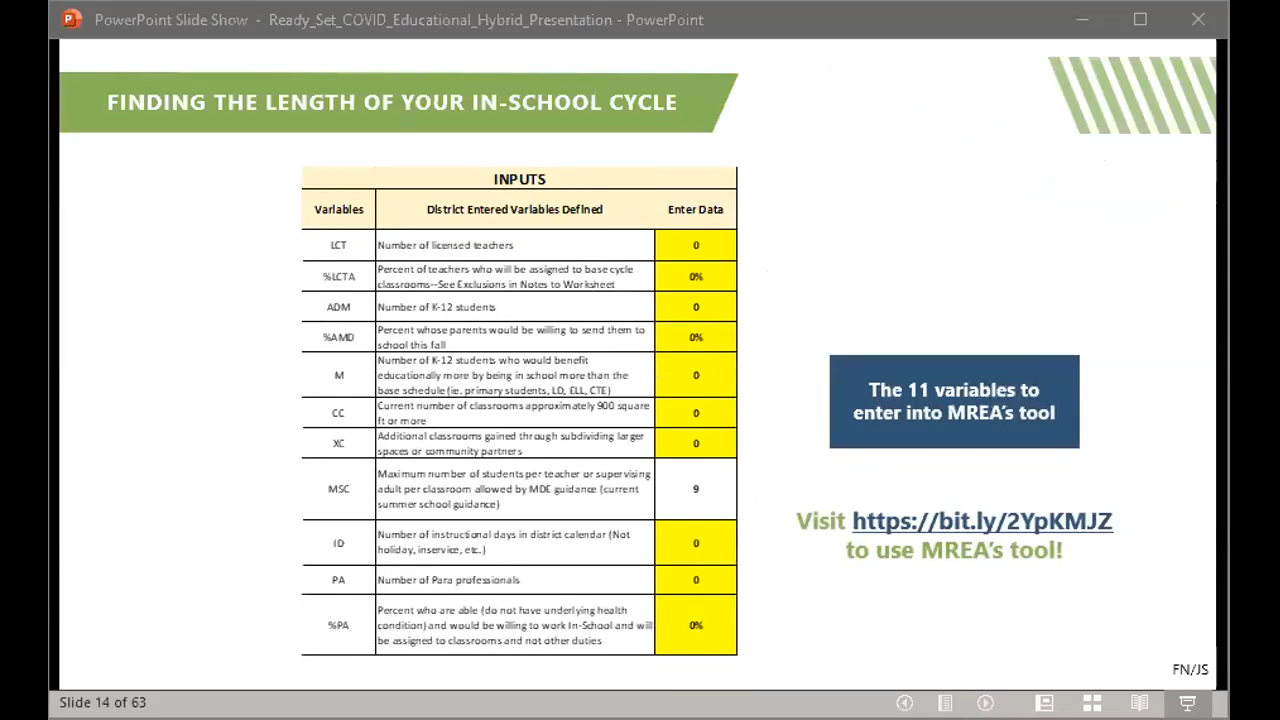 PowerPoint Slide Show - Ready_Set_COVID_Educational_Hybrid_Presentation - PowerPoint
FINDING THE LENGTH OF YOUR IN-SCHOOL CYCLE
INPUTS
Variables District Entered Variables Defined Enter Data
LCT Number of licensed teachers 0
%LCTA Percent of teachers who will be assigned to base cycle
classrooms--See Exclusions in Notes to Worksheet 0%
ADM Number of K-12 students 0
%AMD Percent whose parents would be willing to send them to
school this fall 0%
M Number of K-12 students who would benefit
educationally more by being in school more than the
base schedule (ie. primary students, LD, ELL, CTE) 0
CC Current number of classrooms approximately 900 square
ft or more 0
XC Additional classrooms gained through subdividing larger
spaces or community partners 0
MSC Maximum number of students per teacher or supervising
adult per classroom allowed by MDE guidance (current
summer school guidance) 9
ID Number of instructional days in district calendar (Not
holiday, inservice, etc.) 0
PA Number of Para professionals 0
%PA Percent who are able (do not have underlying health
condition) and would be willing to work In-School and will
be assigned to classrooms and not other duties 0%
The 11 variables to
enter into MREA's tool
Visit https://bit.ly/2YpKMJZ
to use MREA's tool!
FN/JS
Slide 14 of 63